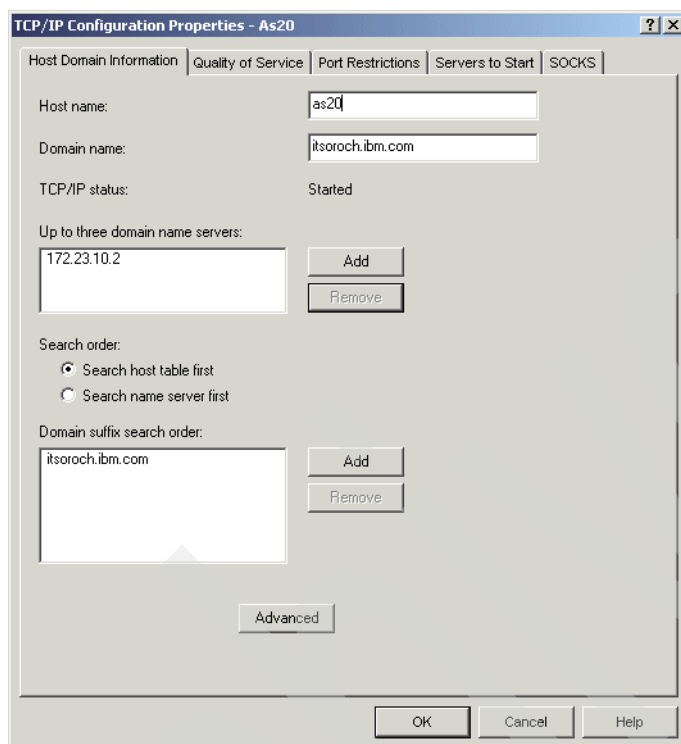 TCP/IP Configuration Properties - As20
? X
Host Domain Information Quality of Service Port Restrictions Servers to Start SOCKS
Host name: as20
Domain name: itsoroch.ibm.com
TCP/IP status: Started
Up to three domain name servers:
172.23.10.2
Add
Remove
Search order:
Search host table first
Search name server first
Domain suffix search order:
itsoroch.ibm.com
Add
Remove
Advanced
OK Cancel Help